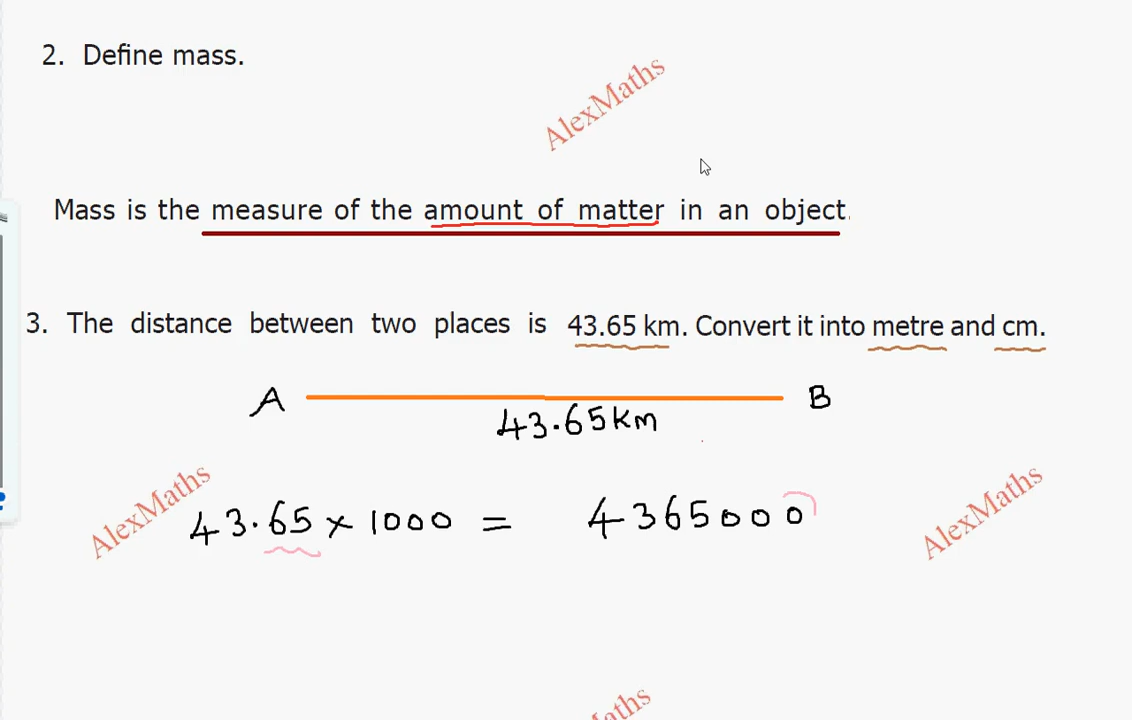 2. Define mass.
AlexMaths
Mass is the measure of the amount of matter in an object.
3. The distance between two places is 43.65 km. Convert it into metre and cm.
A B
43.65km
AlexMaths
43.65 × 1000 = 4365000
AlexMaths
Maths